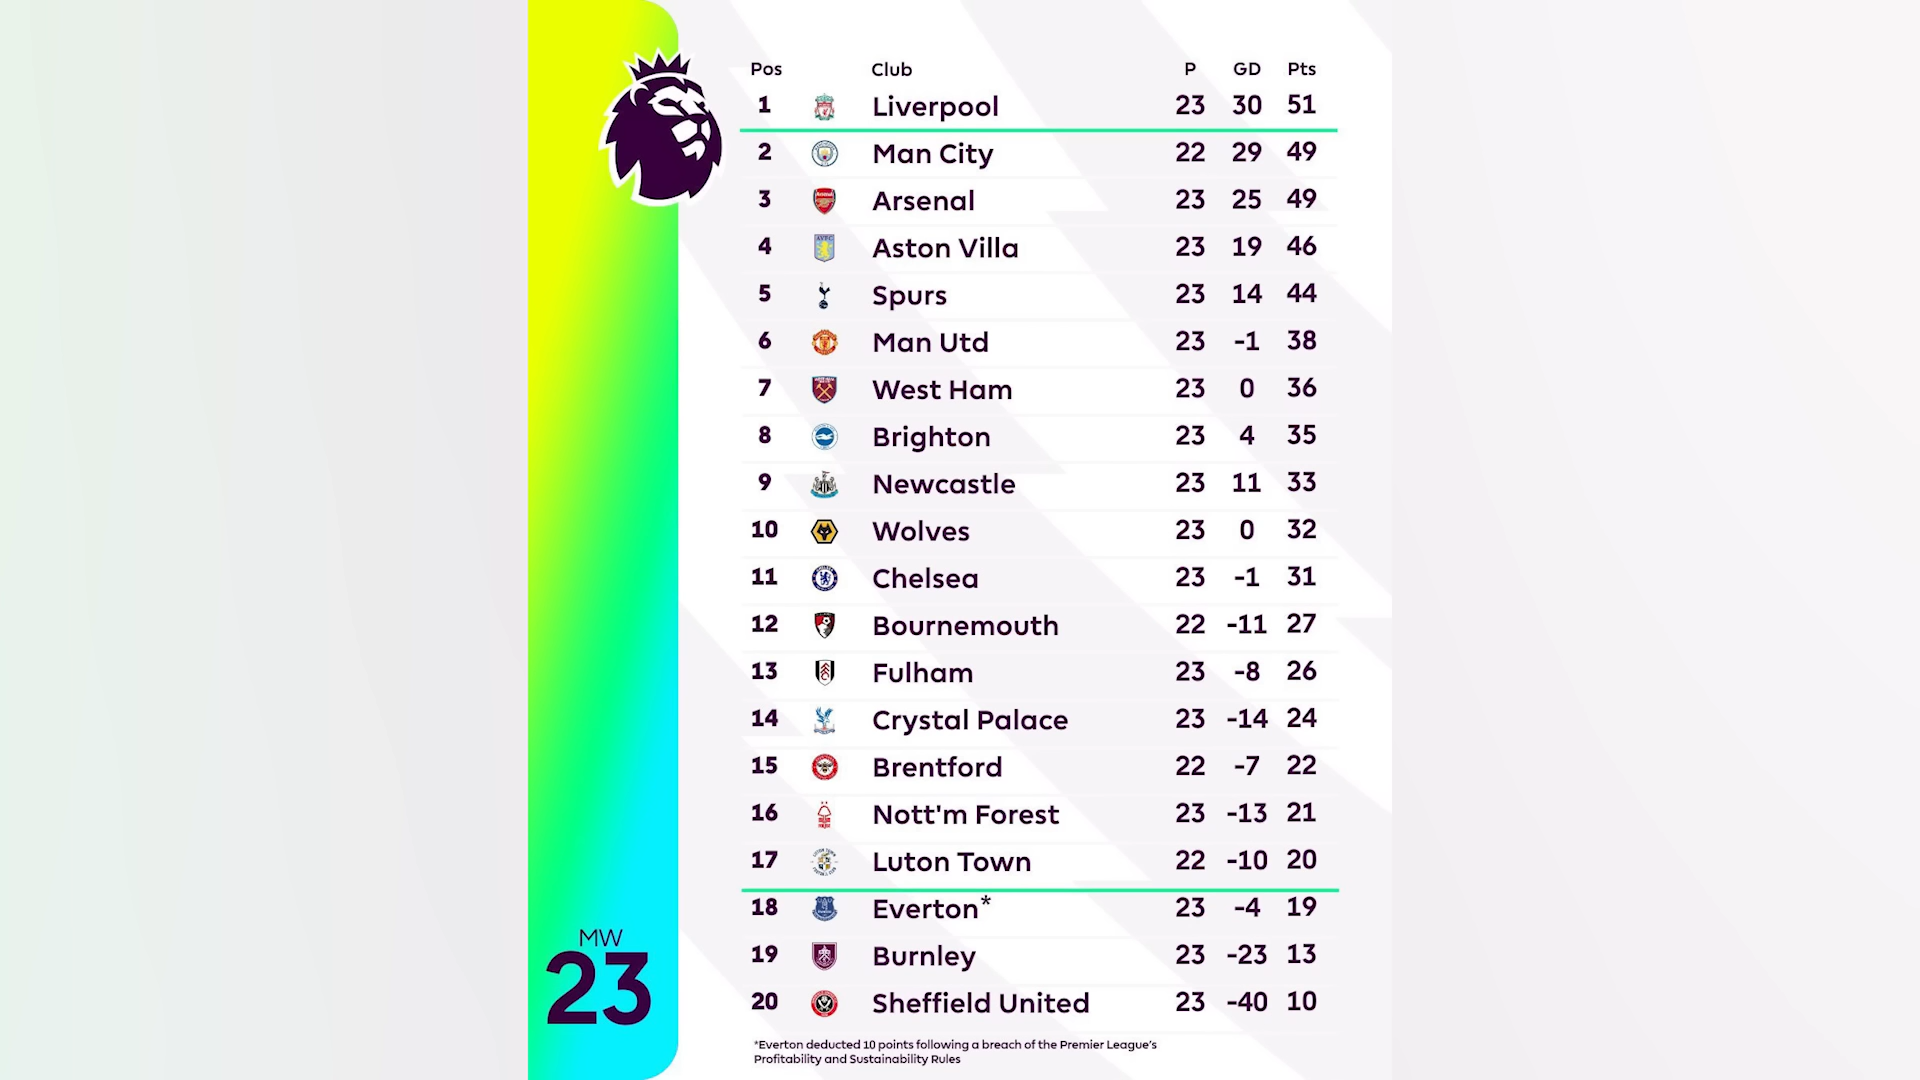 Pos Club P GD Pts
1 Liverpool 23 30 51
2 Man City 22 29 49
3 Arsenal 23 25 49
4 Aston Villa 23 19 46
5 Spurs 23 14 44
6 Man Utd 23 -1 38
7 West Ham 23 0 36
8 Brighton 23 4 35
9 Newcastle 23 11 33
10 Wolves 23 0 32
11 Chelsea 23 -1 31
12 Bournemouth 22 -11 27
13 Fulham 23 -8 26
14 Crystal Palace 23 -14 24
15 Brentford 22 -7 22
16 Nott'm Forest 23 -13 21
17 Luton Town 22 -10 20
18 Everton* 23 -4 19
19 Burnley 23 -23 13
20 Sheffield United 23 -40 10
MW
23
*Everton deducted 10 points following a breach of the Premier League's
Profitability and Sustainability Rules